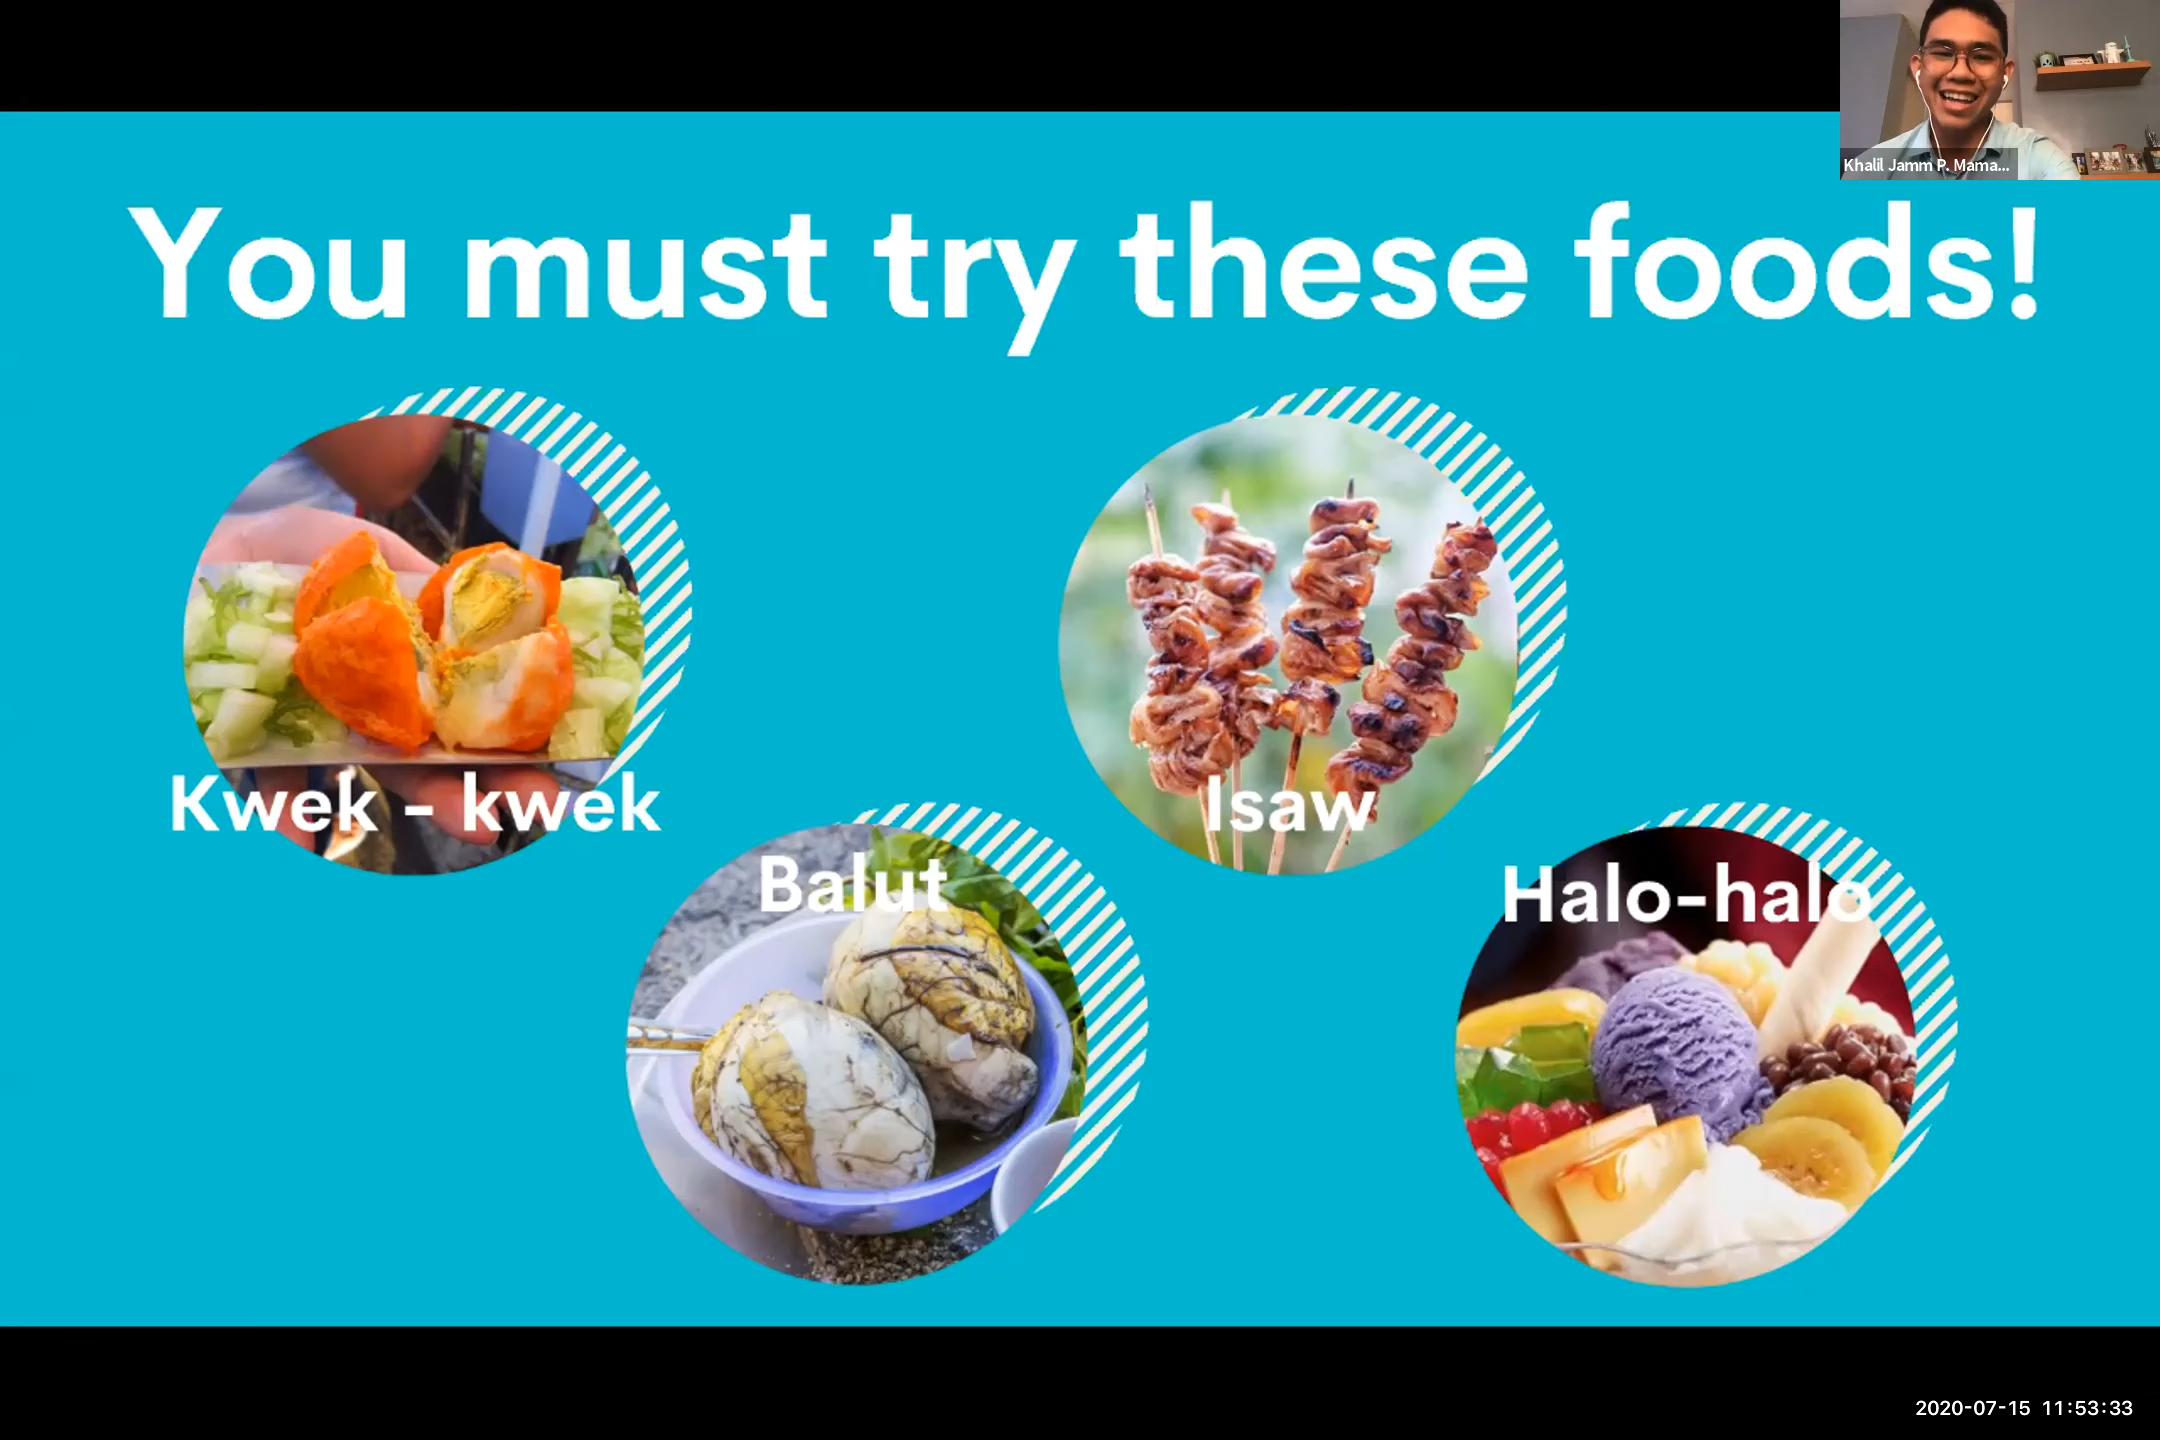 Khalil Jamm P. Mama...
You must try these foods!
Kwek - kwek
Isaw
Balut
Halo-halo
2020-07-15 11:53:33